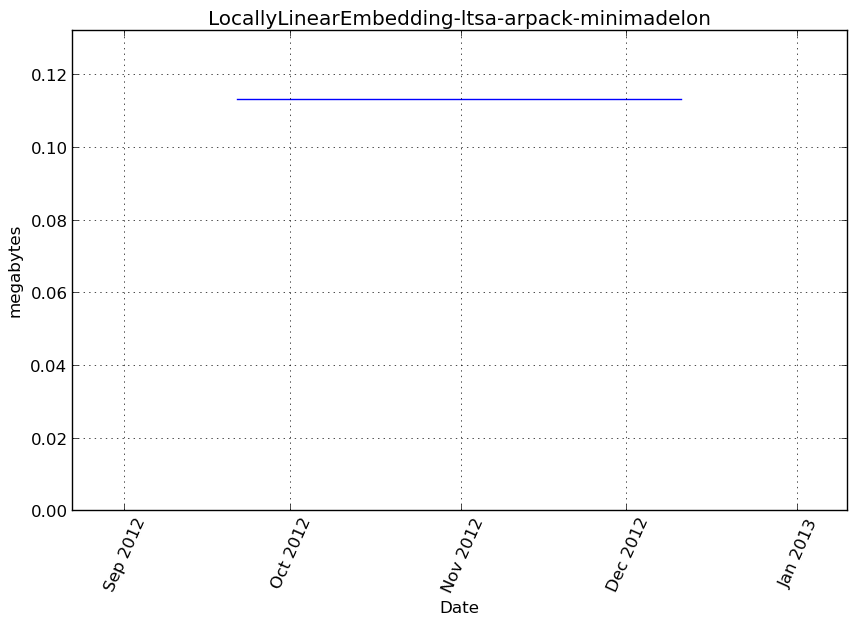 LocallyLinearEmbedding-ltsa-arpack-minimadelon
0.12
0.10
0.08
0.06
0.04
0.02
0.00
megabytes
Sep 2012
Oct 2012
Nov 2012
Dec 2012
Jan 2013
Date